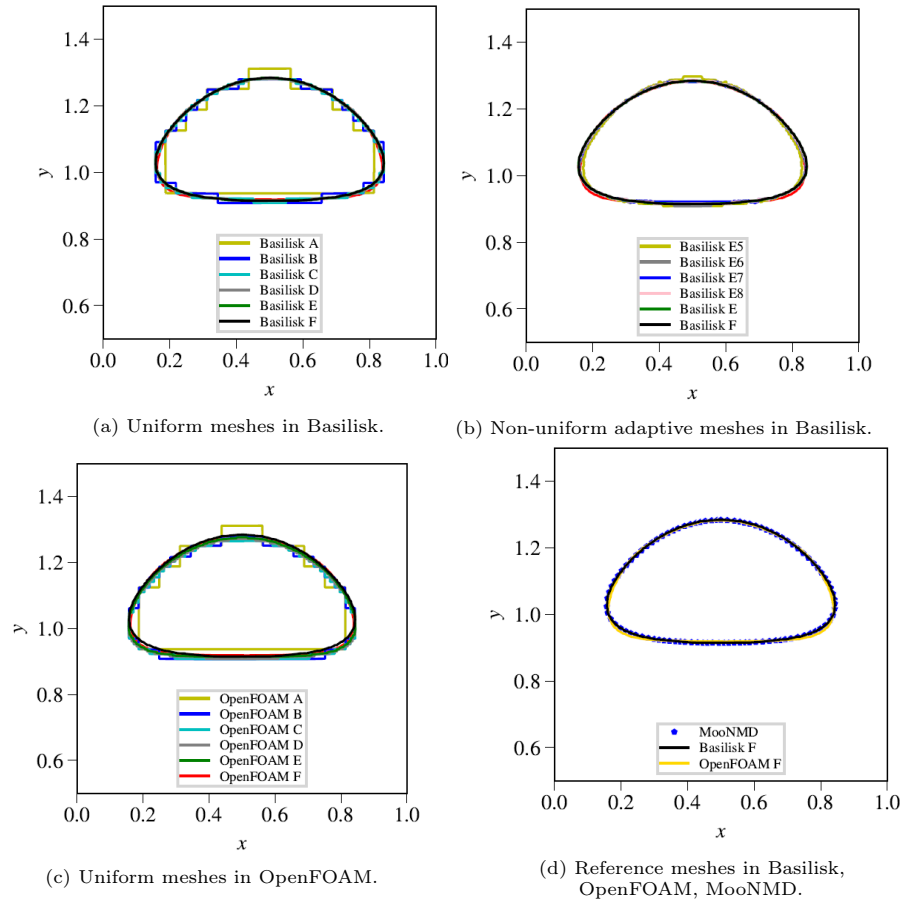 1.4
1.2
1.0
0.8
0.6
y
Basilisk A
Basilisk B
Basilisk C
Basilisk D
Basilisk E
Basilisk F
0.0 0.2 0.4 0.6 0.8 1.0
x
(a) Uniform meshes in Basilisk.
1.4
1.2
1.0
0.8
0.6
y
Basilisk E5
Basilisk E6
Basilisk E7
Basilisk E8
Basilisk E
Basilisk F
0.0 0.2 0.4 0.6 0.8 1.0
x
(b) Non-uniform adaptive meshes in Basilisk.
1.4
1.2
1.0
0.8
0.6
y
OpenFOAM A
OpenFOAM B
OpenFOAM C
OpenFOAM D
OpenFOAM E
OpenFOAM F
0.0 0.2 0.4 0.6 0.8 1.0
x
(c) Uniform meshes in OpenFOAM.
1.4
1.2
1.0
0.8
0.6
y
MooNMD
Basilisk F
OpenFOAM F
0.0 0.2 0.4 0.6 0.8 1.0
x
(d) Reference meshes in Basilisk,
OpenFOAM, MooNMD.